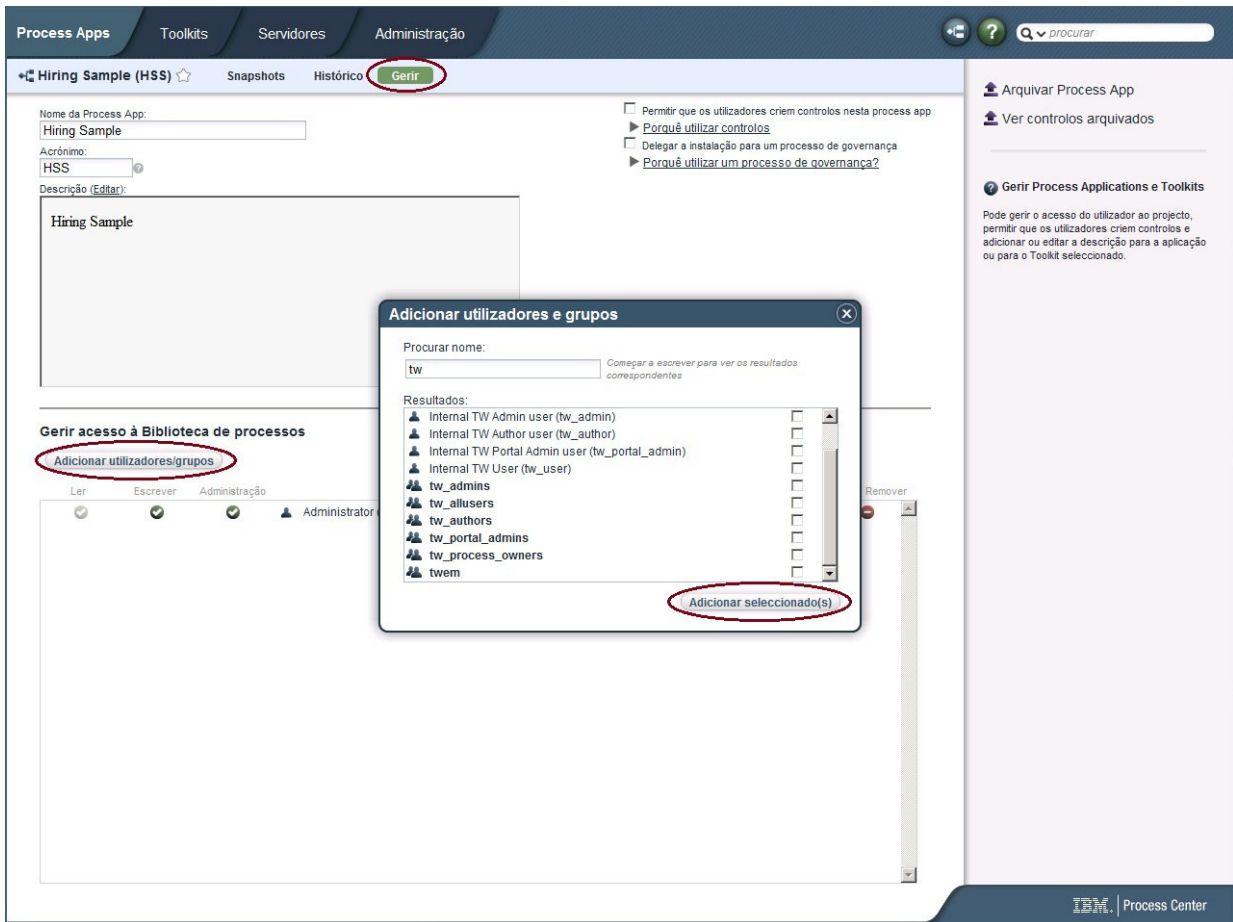 Process Apps
Toolkits
Servidores
Administração
procurar
Hiring Sample (HSS)
Snapshots
Histórico
Gerir
Nome da Process App:
Hiring Sample
Acrónimo:
HSS
Descrição (Editar):
Hiring Sample
Permitir que os utilizadores criem controlos nesta process app
Porquê utilizar controlos
Delegar a instalação para um processo de governança
Porquê utilizar um processo de governança?
Arquivar Process App
Ver controlos arquivados
Gerir Process Applications e Toolkits
Pode gerir o acesso do utilizador ao projecto,
permitir que os utilizadores criem controlos e
adicionar ou editar a descrição para a aplicação
ou para o Toolkit seleccionado.
Adicionar utilizadores e grupos
Procurar nome:
tw
Começar a escrever para ver os resultados
correspondentes
Resultados:
Internal TW Admin user (tw_admin)
Internal TW Author user (tw_author)
Internal TW Portal Admin user (tw_portal_admin)
Internal TW User (tw_user)
tw_admins
tw_allusers
tw_authors
tw_portal_admins
tw_process_owners
twem
Adicionar seleccionado(s)
Gerir acesso à Biblioteca de processos
Adicionar utilizadores/grupos
Ler
Escrever
Administração
Remover
Administrator (
IBM. Process Center